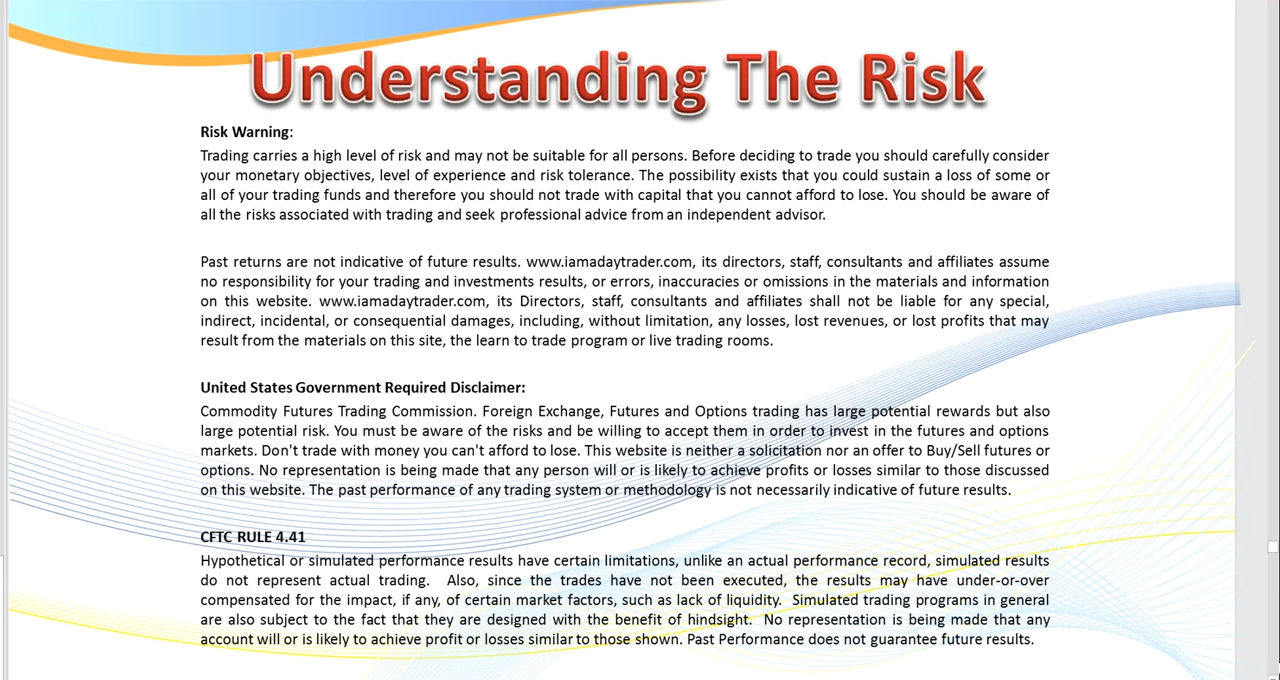 Understanding The Risk
Risk Warning:
Trading carries a high level of risk and may not be suitable for all persons. Before deciding to trade you should carefully consider
your monetary objectives, level of experience and risk tolerance. The possibility exists that you could sustain a loss of some or
all of your trading funds and therefore you should not trade with capital that you cannot afford to lose. You should be aware of
all the risks associated with trading and seek professional advice from an independent advisor.
Past returns are not indicative of future results. www.iamadaytrader.com, its directors, staff, consultants and affiliates assume
no responsibility for your trading and investments results, or errors, inaccuracies or omissions in the materials and information
on this website. www.iamadaytrader.com, its Directors, staff, consultants and affiliates shall not be liable for any special,
indirect, incidental, or consequential damages, including, without limitation, any losses, lost revenues, or lost profits that may
result from the materials on this site, the learn to trade program or live trading rooms.
United States Government Required Disclaimer:
Commodity Futures Trading Commission. Foreign Exchange, Futures and Options trading has large potential rewards but also
large potential risk. You must be aware of the risks and be willing to accept them in order to invest in the futures and options
markets. Don't trade with money you can't afford to lose. This website is neither a solicitation nor an offer to Buy/Sell futures or
options. No representation is being made that any person will or is likely to achieve profits or losses similar to those discussed
on this website. The past performance of any trading system or methodology is not necessarily indicative of future results.
CFTC RULE 4.41
Hypothetical or simulated performance results have certain limitations, unlike an actual performance record, simulated results
do not represent actual trading. Also, since the trades have not been executed, the results may have under-or-over
compensated for the impact, if any, of certain market factors, such as lack of liquidity. Simulated trading programs in general
are also subject to the fact that they are designed with the benefit of hindsight. No representation is being made that any
account will or is likely to achieve profit or losses similar to those shown. Past Performance does not guarantee future results.